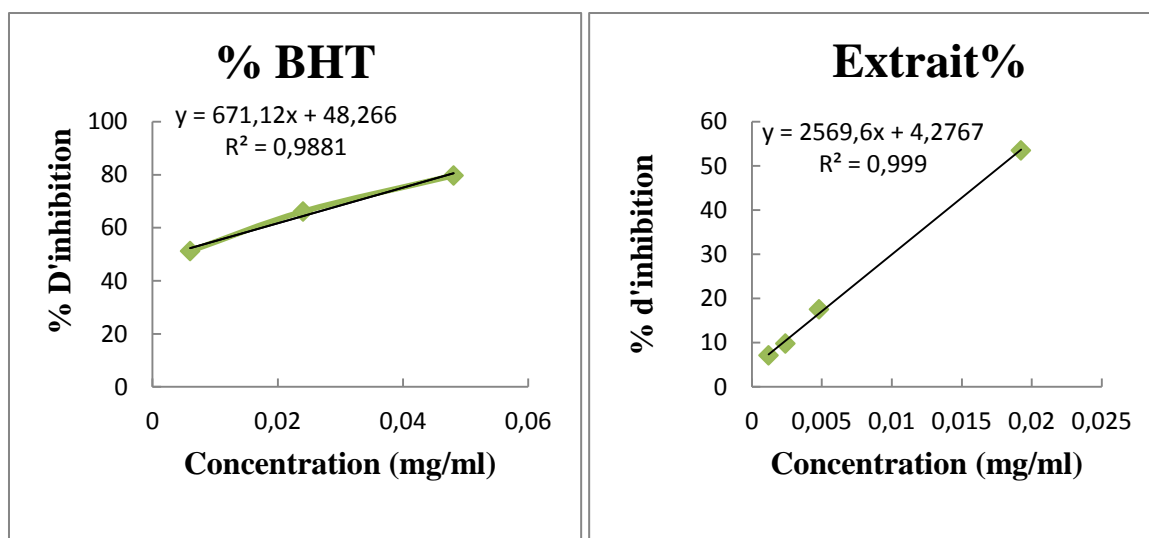 % BHT
y = 671,12x + 48,266
R² = 0,9881
100
80
60
40
20
0
% D'inhibition
0
0,02
0,04
0,06
Concentration (mg/ml)
Extrait%
y = 2569,6x + 4,2767
R² = 0,999
60
50
40
30
20
10
0
% d'inhibition
0
0,005
0,01
0,015
0,02
0,025
Concentration (mg/ml)